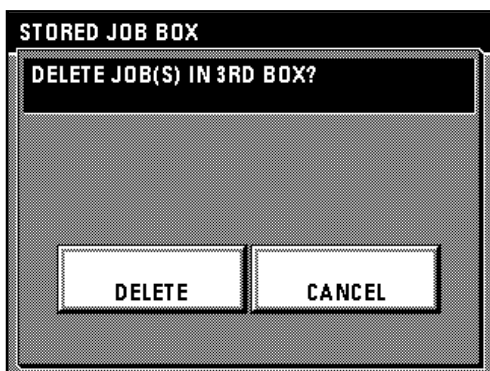 STORED JOB BOX
DELETE JOB(S) IN 3RD BOX?
DELETE
CANCEL